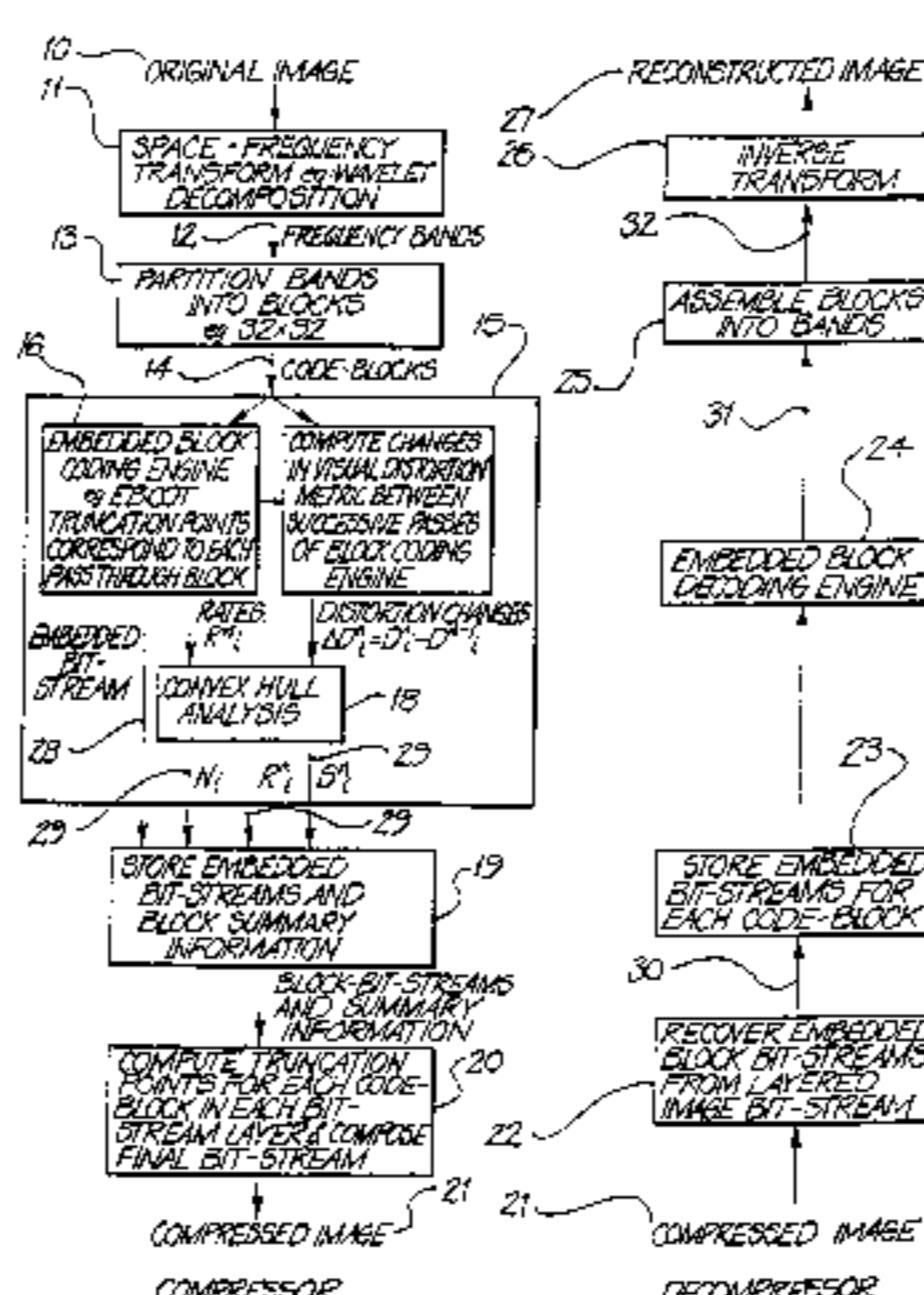 10
ORIGINAL IMAGE
11
SPACE - FREQUENCY
TRANSFORM eg WAVELET
DECOMPOSITION
12
FREQUENCY BANDS
13
PARTITION BANDS
INTO BLOCKS
eg 32x32
14
CODE-BLOCKS
15
16
EMBEDDED BLOCK
CODING ENGINE
eg EBCOT
TRUNCATION POINTS
CORRESPOND TO EACH
PASS THROUGH BLOCK
COMPUTE CHANGES
IN VISUAL DISTORTION
METRIC BETWEEN
SUCCESSIVE PASSES
OF BLOCK CODING
ENGINE
RATES:
DISTORTION CHANGES
EMBEDDED
BIT-
STREAM
CONVEX HULL
ANALYSIS
18
28
29
29
29
STORE EMBEDDED
BIT-STREAMS AND
BLOCK SUMMARY
INFORMATION
19
BLOCK-BIT-STREAMS
AND SUMMARY
INFORMATION
COMPUTE TRUNCATION
POINTS FOR EACH CODE-
BLOCK IN EACH BIT-
STREAM LAYER & COMPOSE
FINAL BIT-STREAM
20
COMPRESSED IMAGE
21
COMPRESSOR
RECONSTRUCTED IMAGE
27
26
INVERSE
TRANSFORM
32
ASSEMBLE BLOCKS
INTO BANDS
25
31
24
EMBEDDED BLOCK
DECODING ENGINE
23
STORE EMBEDDED
BIT-STREAMS FOR
EACH CODE-BLOCK
30
RECOVER EMBEDDED
BLOCK BIT-STREAMS
FROM LAYERED
IMAGE BIT-STREAM
22
21
COMPRESSED IMAGE
DECOMPRESSOR